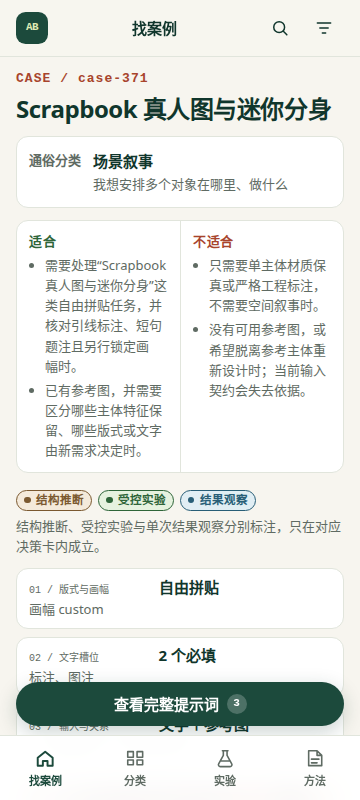 AB
找案例
CASE / case-371
Scrapbook 真人图与迷你分身
通俗分类 场景叙事
我想安排多个对象在哪里、做什么
适合
需要处理“Scrapbook
真人图与迷你分身”这
类自由拼贴任务，并
核对引线标注、短句
题注且另行锁定画
幅时。
已有参考图，并需要
区分哪些主体特征保
留、哪些版式或文字
由新需求决定时。
不适合
只需要单主体材质保
真或严格工程标注，
不需要空间叙事时。
没有可用参考图，或
希望脱离参考主体重
新设计时；当前输入
契约会失去依据。
结构推断 受控实验 结果观察
结构推断、受控实验与单次结果观察分别标注，只在对应
决策卡内成立。
01 / 版式与画幅 自由拼贴
画幅 custom
02 / 文字槽位 2 个必填
标注、图注
查看完整提示词 3
找案例 分类 实验 方法